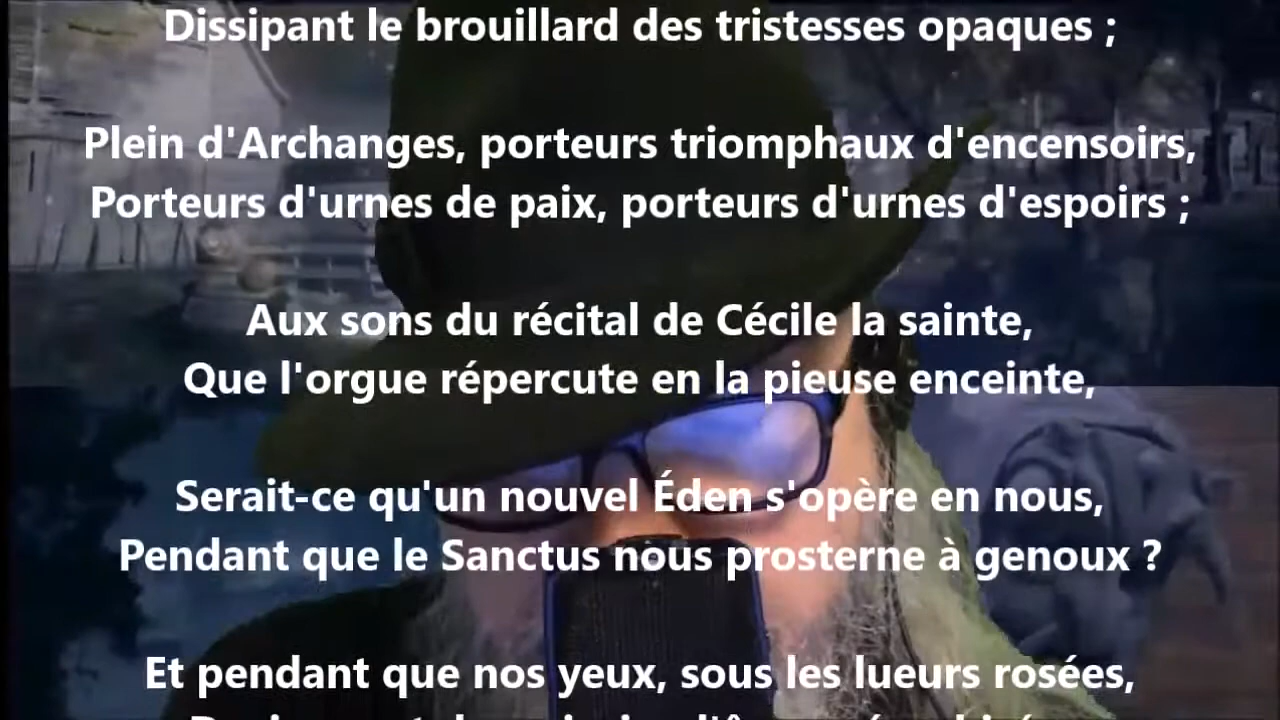 Dissipant le brouillard des tristesses opaques ;
Plein d'Archanges, porteurs triomphaux d'encensoirs,
Porteurs d'urnes de paix, porteurs d'urnes d'espoirs ;
Aux sons du récital de Cécile la sainte,
Que l'orgue répercute en la pieuse enceinte,
Serait-ce qu'un nouvel Éden s'opère en nous,
Pendant que le Sanctus nous prosterne à genoux ?
Et pendant que nos yeux, sous les lueurs rosées,